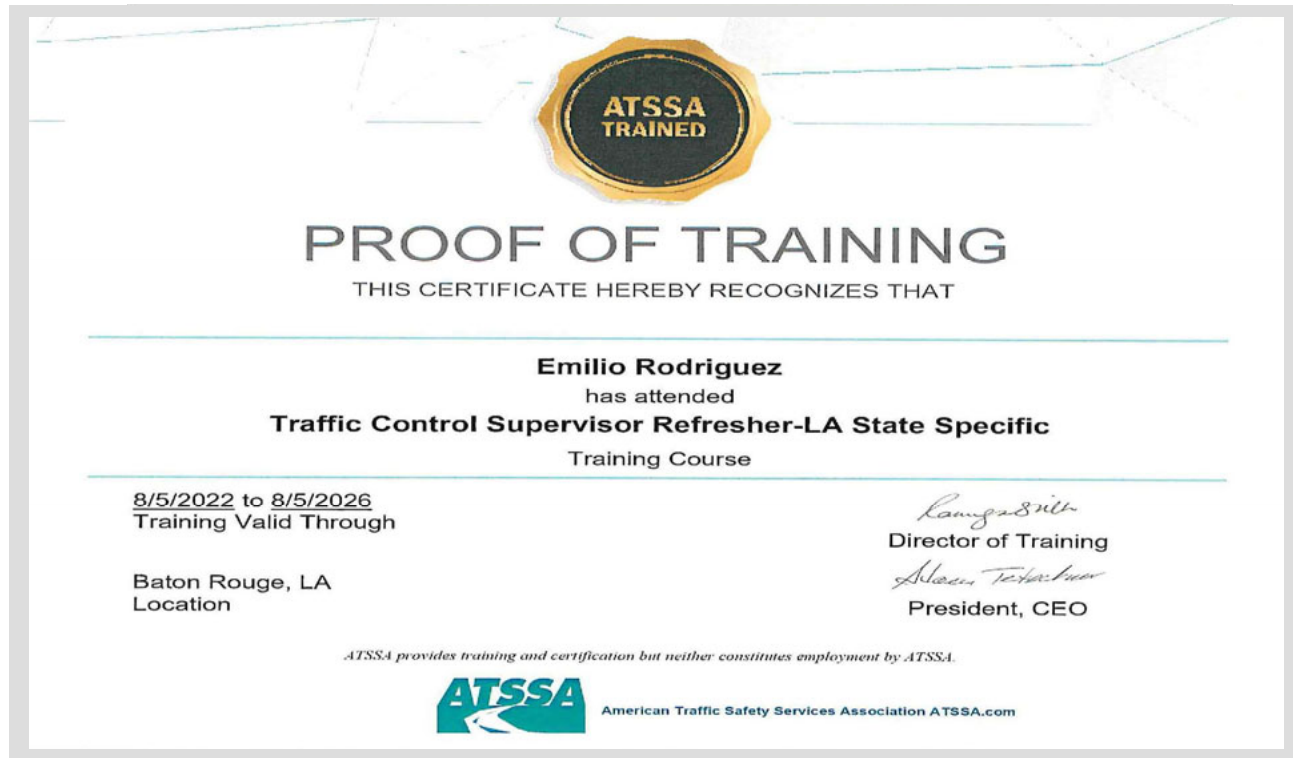 ATSSA
TRAINED
PROOF OF TRAINING
THIS CERTIFICATE HEREBY RECOGNIZES THAT
Emilio Rodriguez
has attended
Traffic Control Supervisor Refresher-LA State Specific
Training Course
8/5/2022 to 8/5/2026
Training Valid Through
Director of Training
Baton Rouge, LA
Location
President, CEO
ATSSA provides training and certification but neither constitutes employment by ATSSA.
ATSSA
American Traffic Safety Services Association ATSSA.com